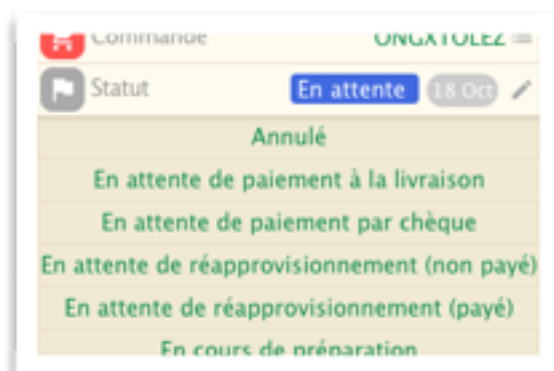 Commande ONGXTOLEZ
Statut En attente 18 Oct
Annulé
En attente de paiement à la livraison
En attente de paiement par chèque
En attente de réapprovisionnement (non payé)
En attente de réapprovisionnement (payé)
En cours de préparation